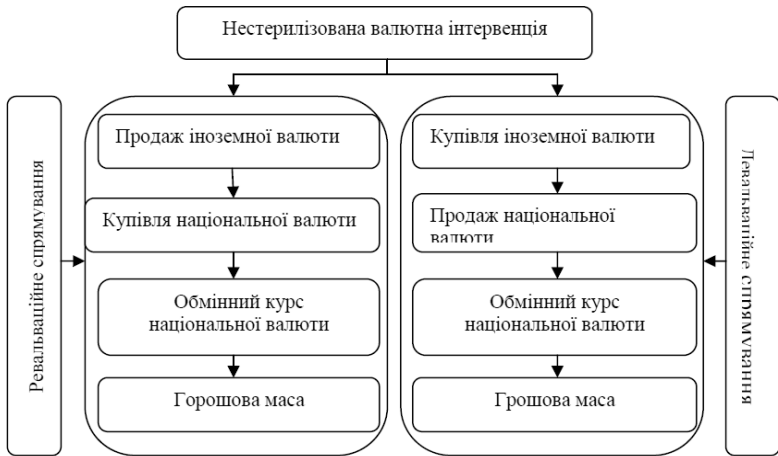 Нестерилізована валютна інтервенція
Ревальваційне спрямування
Продаж іноземної валюти
Купівля національної валюти
Обмінний курс
національної валюти
Горошова маса
Купівля іноземної валюти
Продаж національної
валюти
Обмінний курс
національної валюти
Грошова маса
Девальваційне спрямування